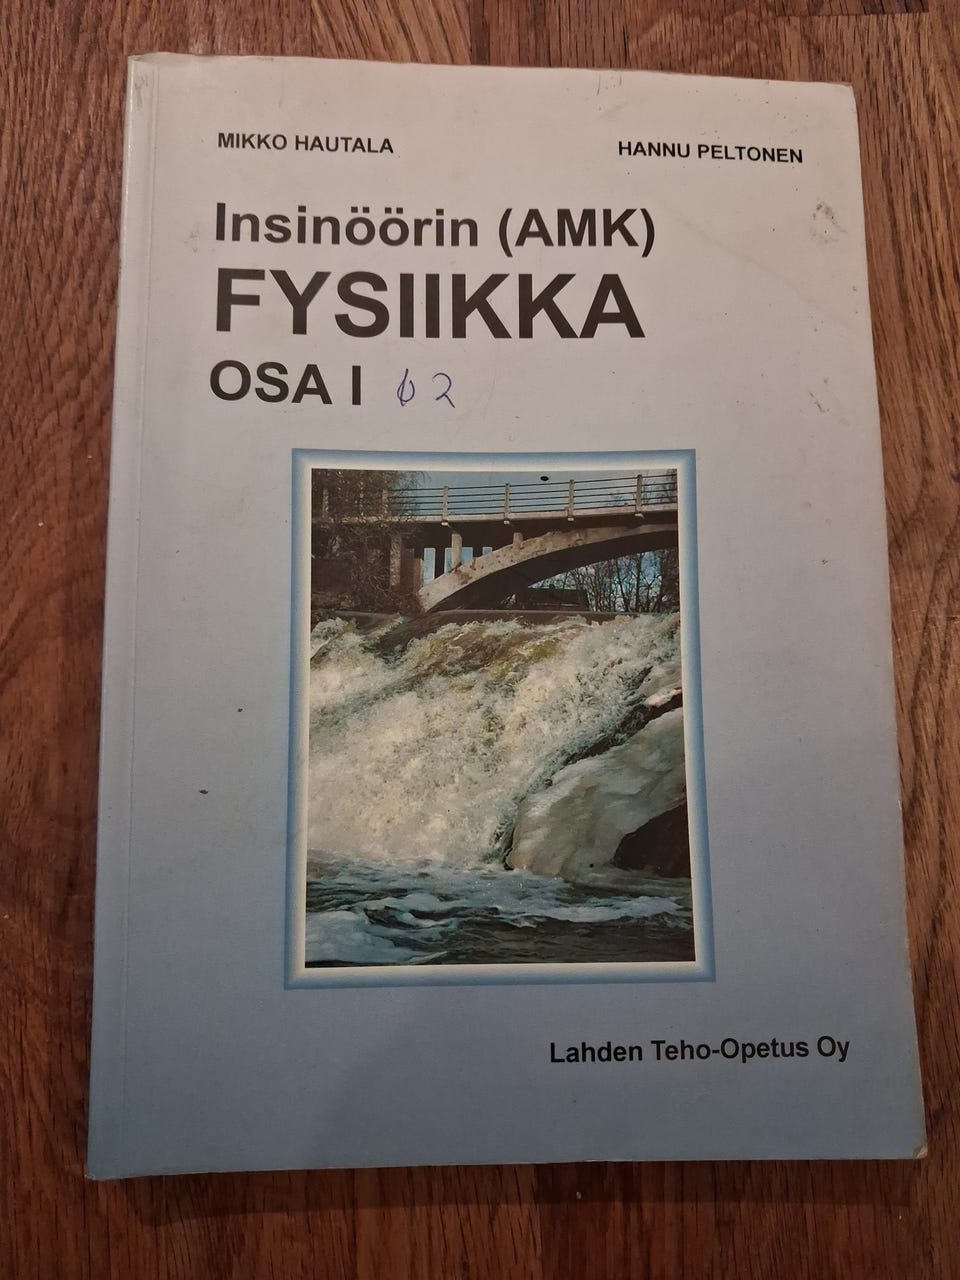 MIKKO HAUTALA HANNU PELTONEN
Insinöörin (AMK)
FYSIIKKA
OSA I 62
Lahden Teho-Opetus Oy